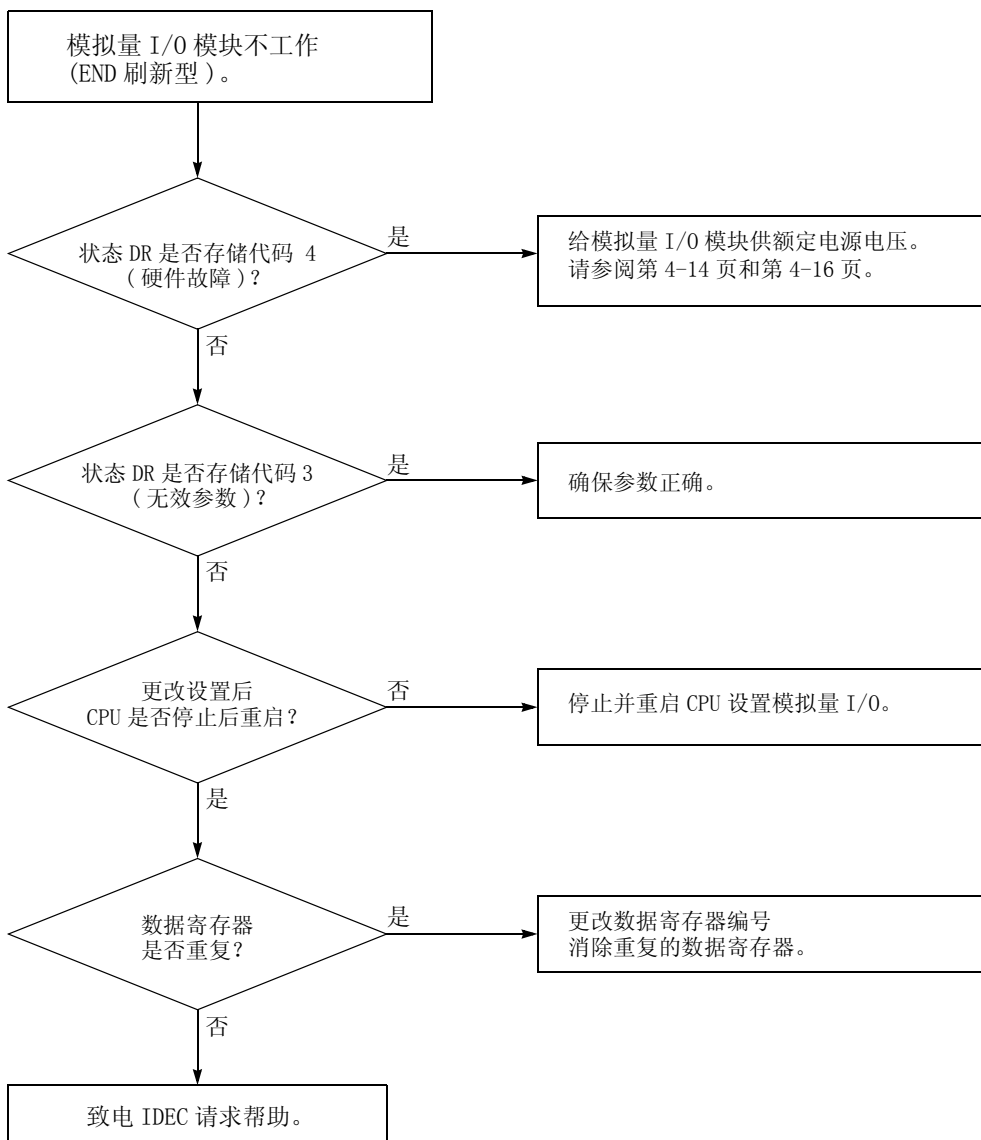 模拟量 I/O 模块不工作
(END 刷新型 )。
状态 DR 是否存储代码 4
( 硬件故障 )?
是
给模拟量 I/O 模块供额定电源电压。
请参阅第 4-14 页和第 4-16 页。
否
状态 DR 是否存储代码 3
( 无效参数 )?
是
确保参数正确。
否
更改设置后
CPU 是否停止后重启?
否
停止并重启 CPU 设置模拟量 I/O。
是
数据寄存器
是否重复?
是
更改数据寄存器编号
消除重复的数据寄存器。
否
致电 IDEC 请求帮助。